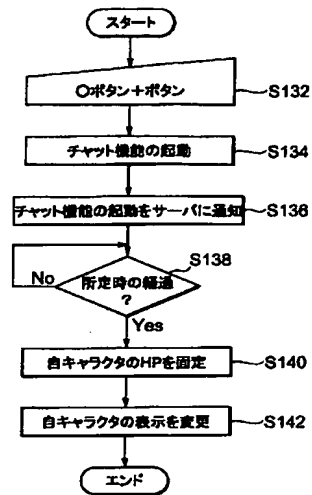 スタート
○ボタン+ボタン
S132
チャット機能の起動
S134
チャット機能の起動をサーバに通知
S136
所定時の経過
?
S138
No
Yes
自キャラクタのHPを固定
S140
自キャラクタの表示を変更
S142
エンド